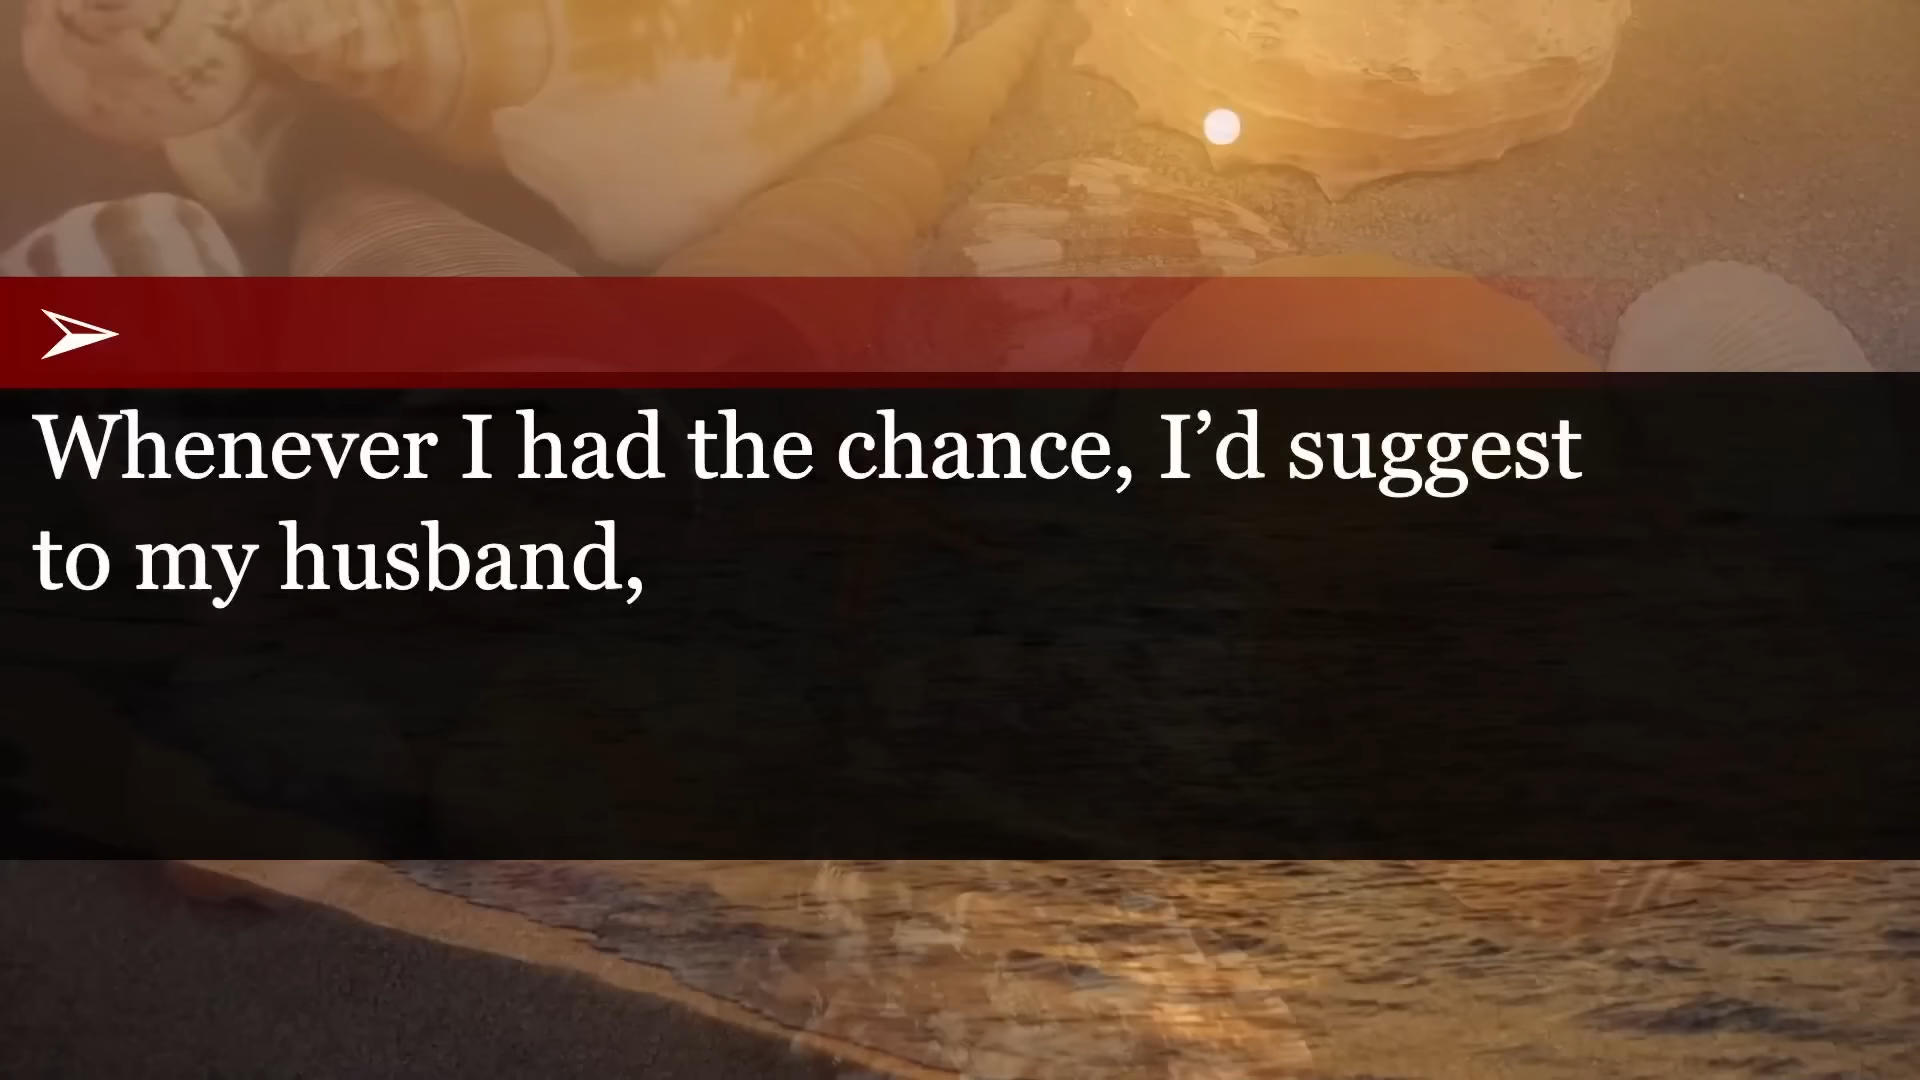 Whenever I had the chance, I’d suggest
to my husband,